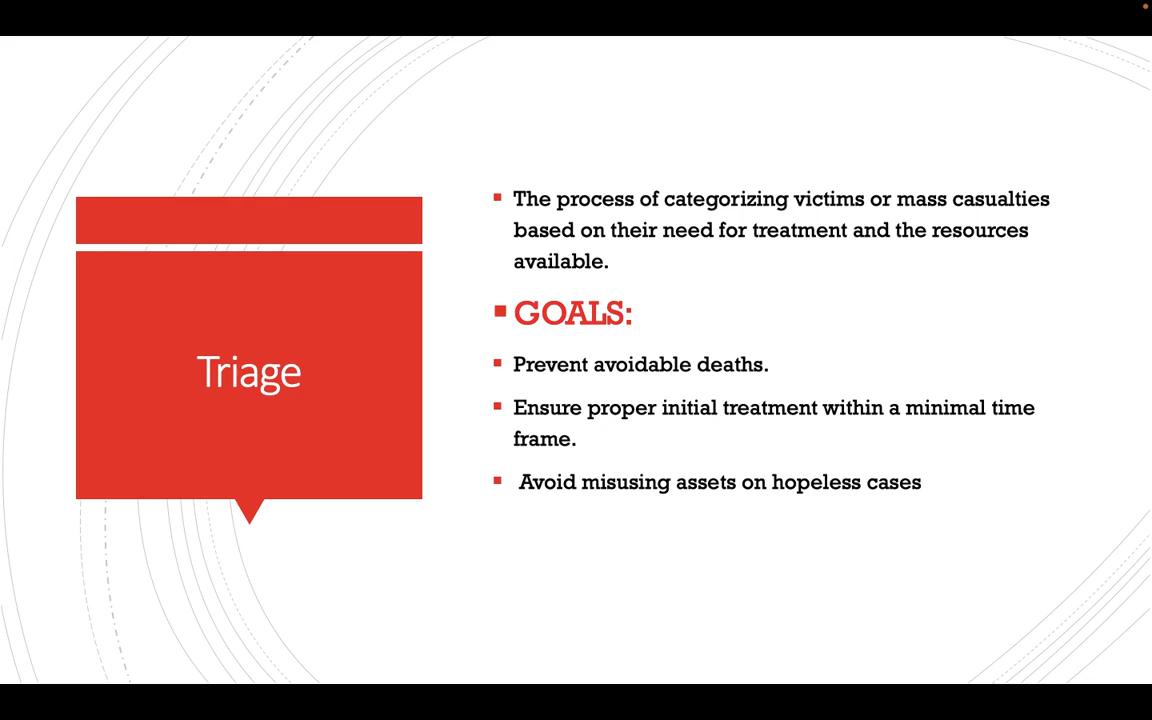 Triage
The process of categorizing victims or mass casualties
based on their need for treatment and the resources
available.
GOALS:
Prevent avoidable deaths.
Ensure proper initial treatment within a minimal time
frame.
Avoid misusing assets on hopeless cases